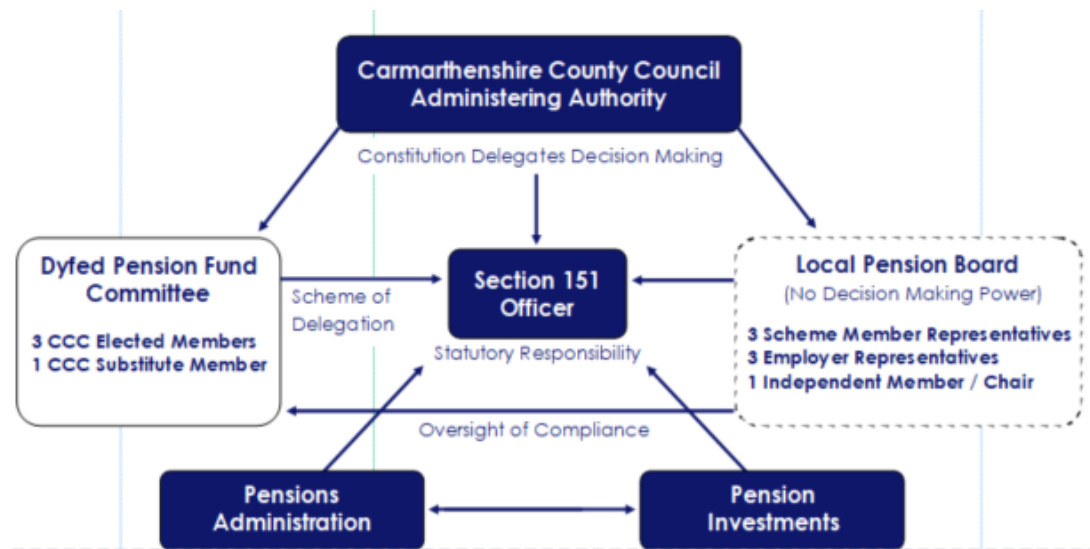 Carmarthenshire County Council
Administering Authority
Constitution Delegates Decision Making
Dyfed Pension Fund
Committee
3 CCC Elected Members
1 CCC Substitute Member
Scheme of
Delegation
Section 151
Officer
Statutory Responsibility
Local Pension Board
(No Decision Making Power)
3 Scheme Member Representatives
3 Employer Representatives
1 Independent Member / Chair
Oversight of Compliance
Pensions
Administration
Pension
Investments